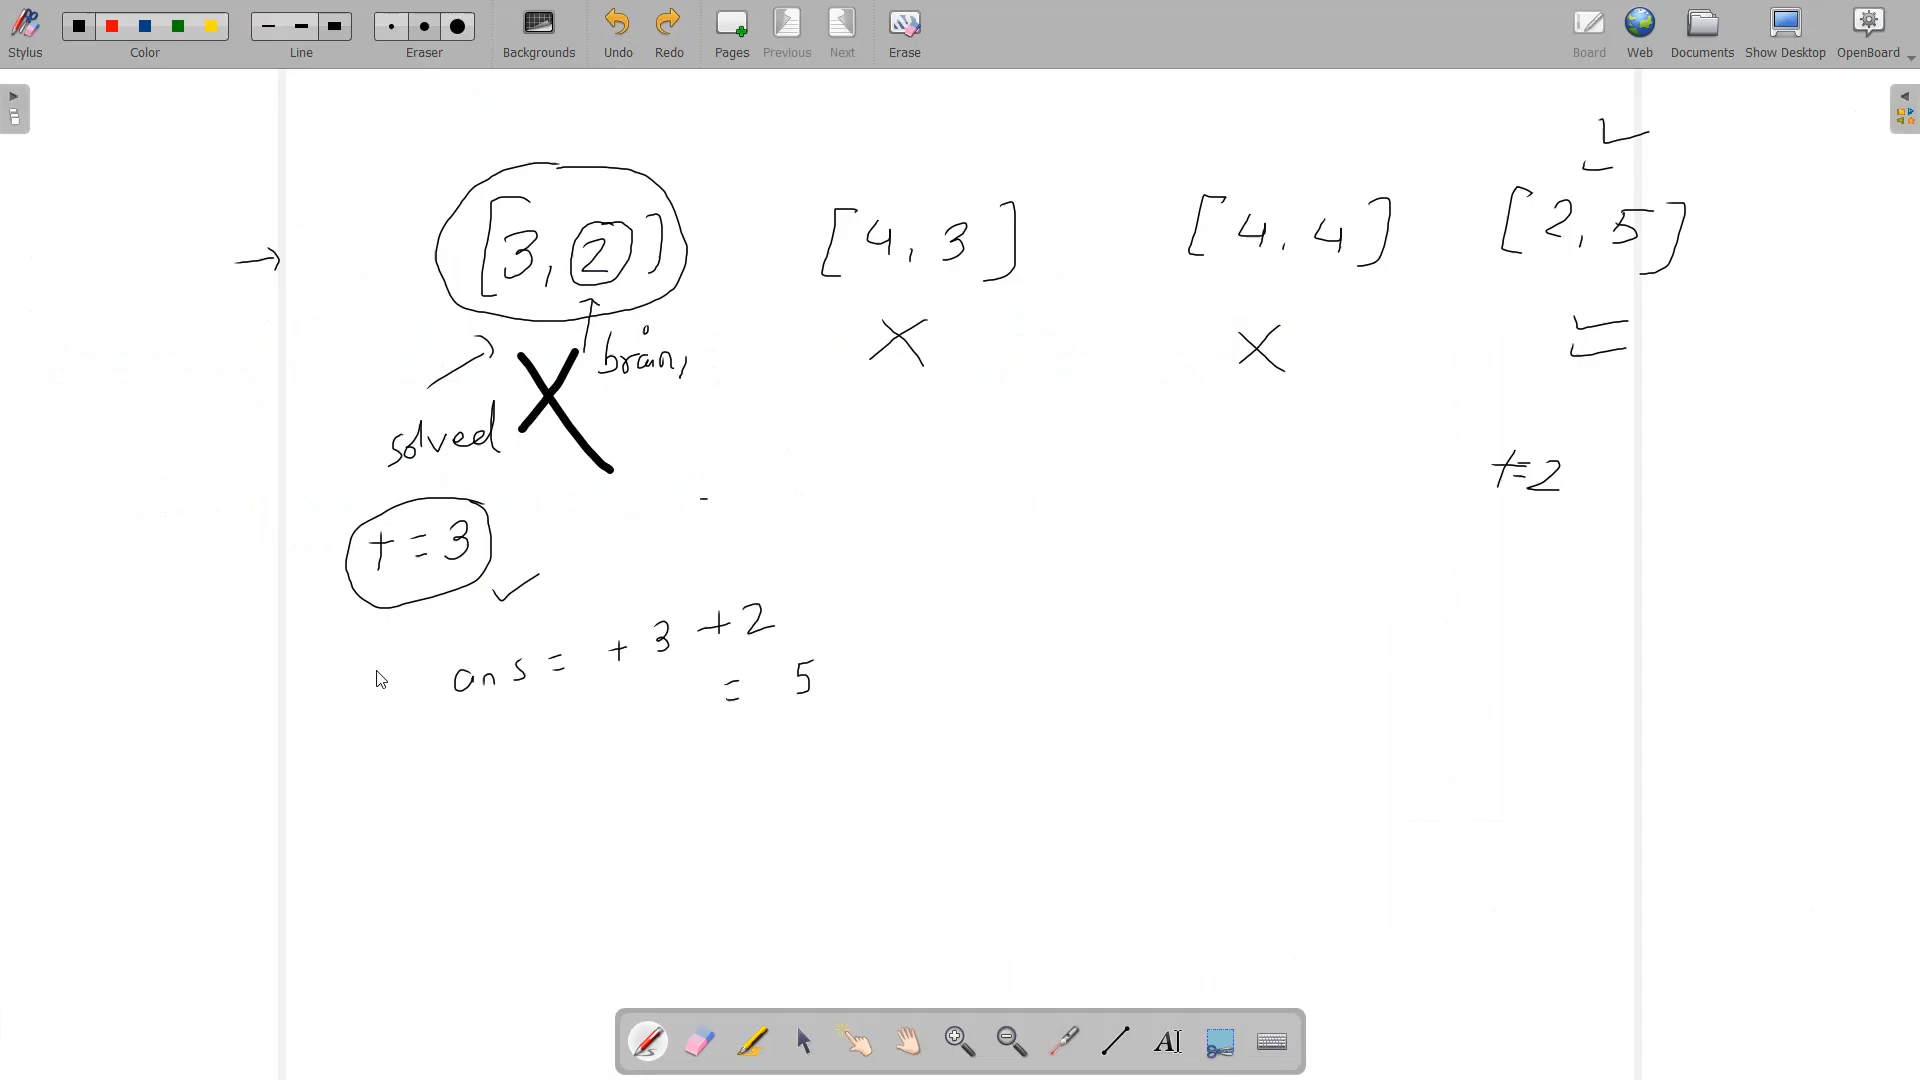 Stylus
Color
Line
Eraser
Backgrounds
Undo
Redo
Pages
Previous
Next
Erase
Board
Web
Documents
Show Desktop
OpenBoard
→ [3, 2] [4, 3] [4, 4] [2, 5]
brain,
solved
t=2
t = 3
ans = + 3 + 2
= 5